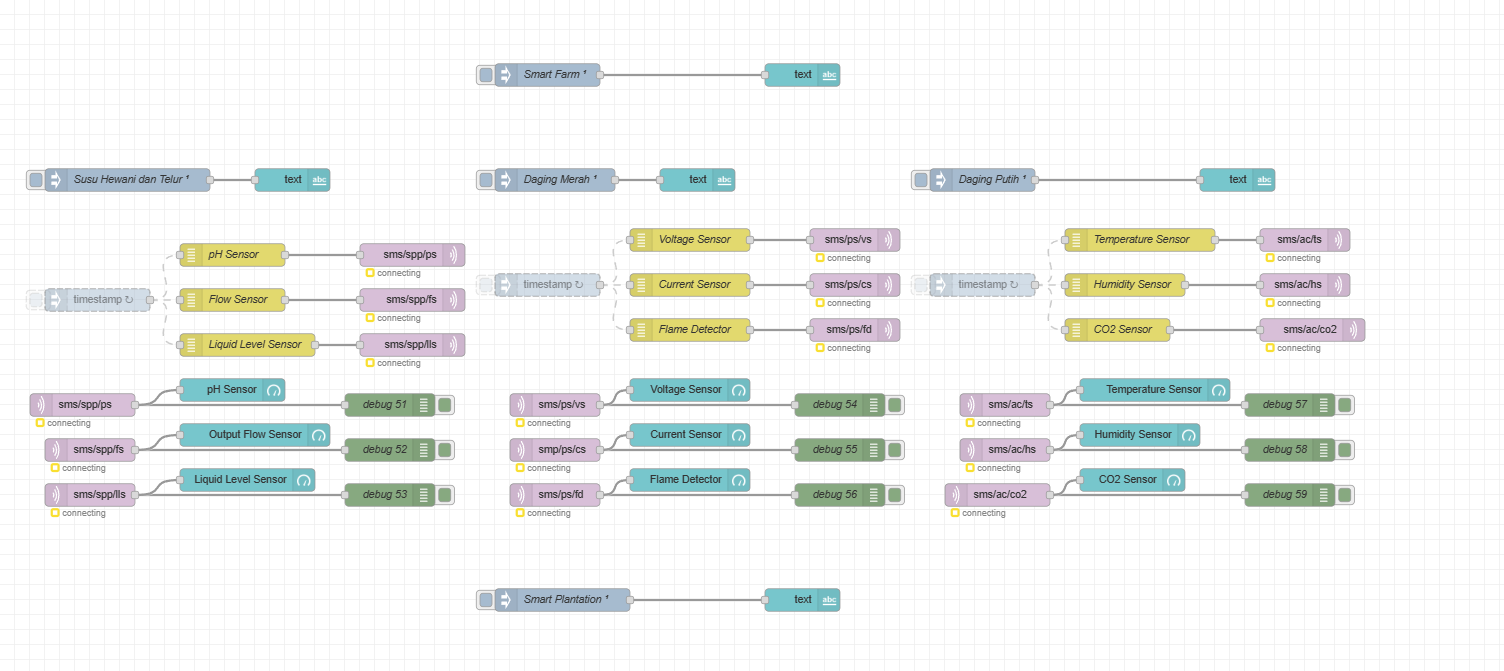 Smart Farm ¹
text
abc
Susu Hewani dan Telur ¹
text
abc
Daging Merah ¹
text
abc
Daging Putih ¹
text
abc
timestamp ↻
pH Sensor
sms/spp/ps
connecting
Flow Sensor
sms/spp/fs
connecting
Liquid Level Sensor
sms/spp/lls
connecting
timestamp ↻
Voltage Sensor
sms/ps/vs
connecting
Current Sensor
sms/ps/cs
connecting
Flame Detector
sms/ps/fd
connecting
timestamp ↻
Temperature Sensor
sms/ac/ts
connecting
Humidity Sensor
sms/ac/hs
connecting
CO2 Sensor
sms/ac/co2
connecting
sms/spp/ps
connecting
pH Sensor
debug 51
sms/spp/fs
connecting
Output Flow Sensor
debug 52
sms/spp/lls
connecting
Liquid Level Sensor
debug 53
sms/ps/vs
connecting
Voltage Sensor
debug 54
smp/ps/cs
connecting
Current Sensor
debug 55
sms/ps/fd
connecting
Flame Detector
debug 56
sms/ac/ts
connecting
Temperature Sensor
debug 57
sms/ac/hs
connecting
Humidity Sensor
debug 58
sms/ac/co2
connecting
CO2 Sensor
debug 59
Smart Plantation ¹
text
abc